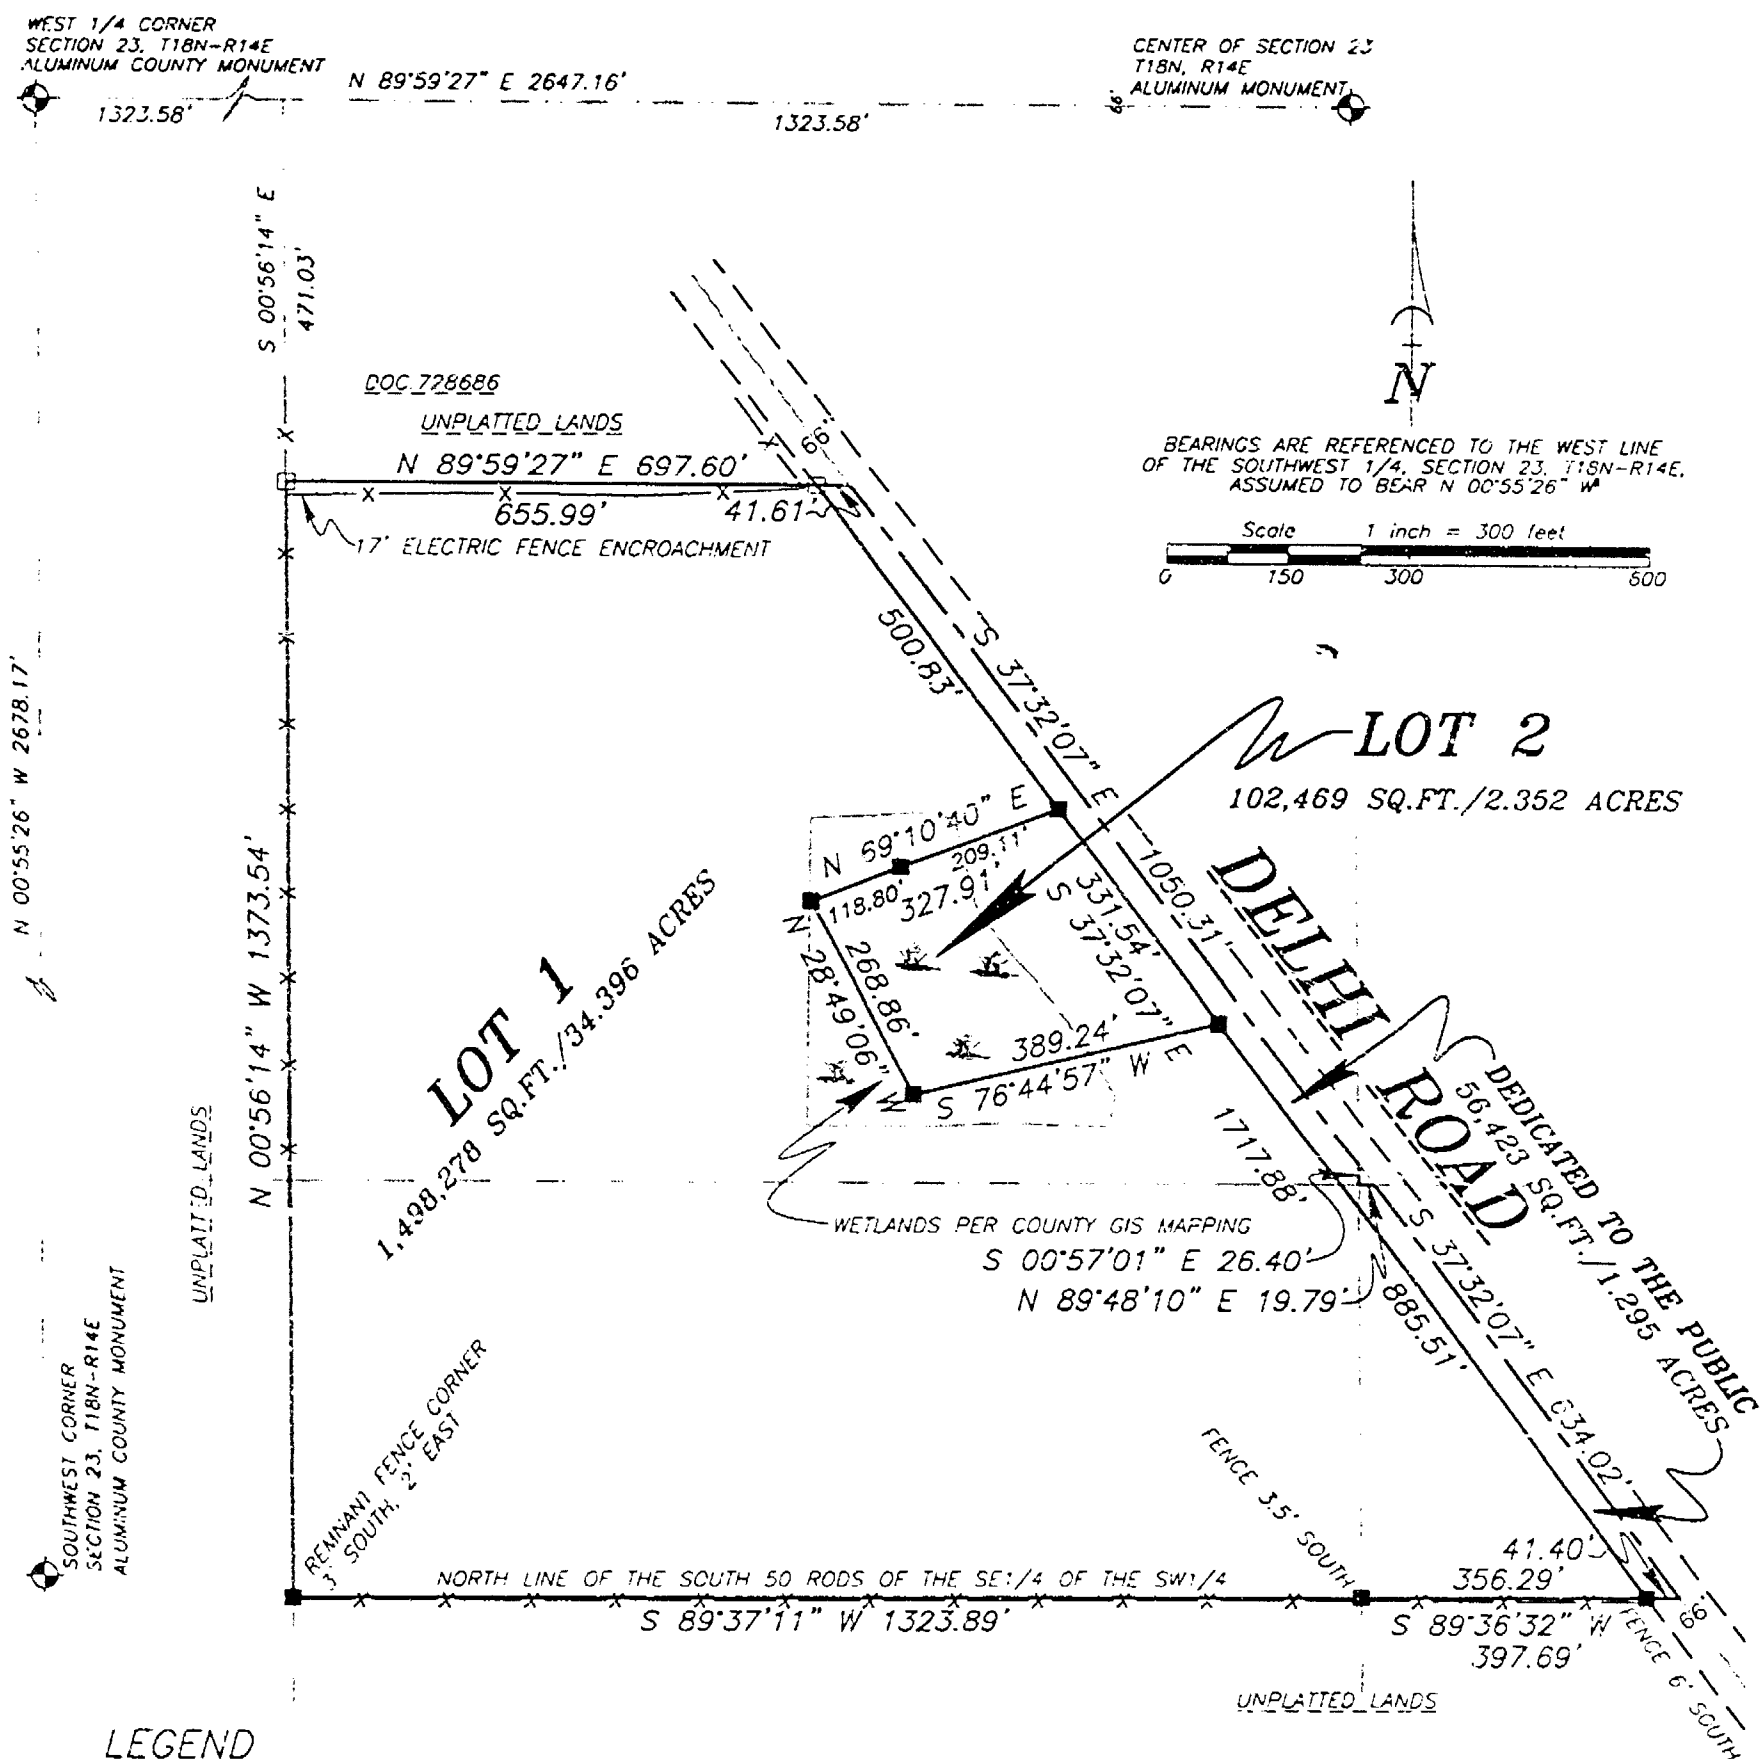 WEST 1/4 CORNER
SECTION 23, T18N-R14E
ALUMINUM COUNTY MONUMENT
N 89°59'27" E 2647.16'
1323.58'
1323.58'
66'
CENTER OF SECTION 23
T18N, R14E
ALUMINUM MONUMENT
S 00°56'14" E
471.03'
DOC. 728686
UNPLATTED LANDS
N 89°59'27" E 697.60'
655.99'
41.61'
17' ELECTRIC FENCE ENCROACHMENT
66'
N
BEARINGS ARE REFERENCED TO THE WEST LINE
OF THE SOUTHWEST 1/4, SECTION 23, T18N-R14E,
ASSUMED TO BEAR N 00°55'26" W
Scale 1 inch = 300 feet
0 150 300 600
N 00°55'26" W 2678.17'
N 00°56'14" W 1373.54'
UNPLATTED LANDS
500.83'
S 37°32'07" E
1050.31'
LOT 2
102,469 SQ.FT./2.352 ACRES
N 69°10'40" E
209.11'
118.80'
327.91'
331.54'
S 37°32'07" E
N 28°49'06" W
268.86'
389.24'
S 76°44'57" W
LOT 1
1,498,278 SQ.FT./34.396 ACRES
DELHI ROAD
DEDICATED TO THE PUBLIC
56,423 SQ.FT./1.295 ACRES
1717.88'
WETLANDS PER COUNTY GIS MAPPING
S 00°57'01" E 26.40'
N 89°48'10" E 19.79'
885.51'
S 37°32'07" E 634.02'
SOUTHWEST CORNER
SECTION 23, T18N-R14E
ALUMINUM COUNTY MONUMENT
REMNANT FENCE CORNER
3' SOUTH, 2' EAST
FENCE 3.5' SOUTH
NORTH LINE OF THE SOUTH 50 RODS OF THE SE1/4 OF THE SW1/4
S 89°37'11" W 1323.89'
41.40'
356.29'
S 89°36'32" W
397.69'
66'
FENCE 6' SOUTH
UNPLATTED LANDS
LEGEND